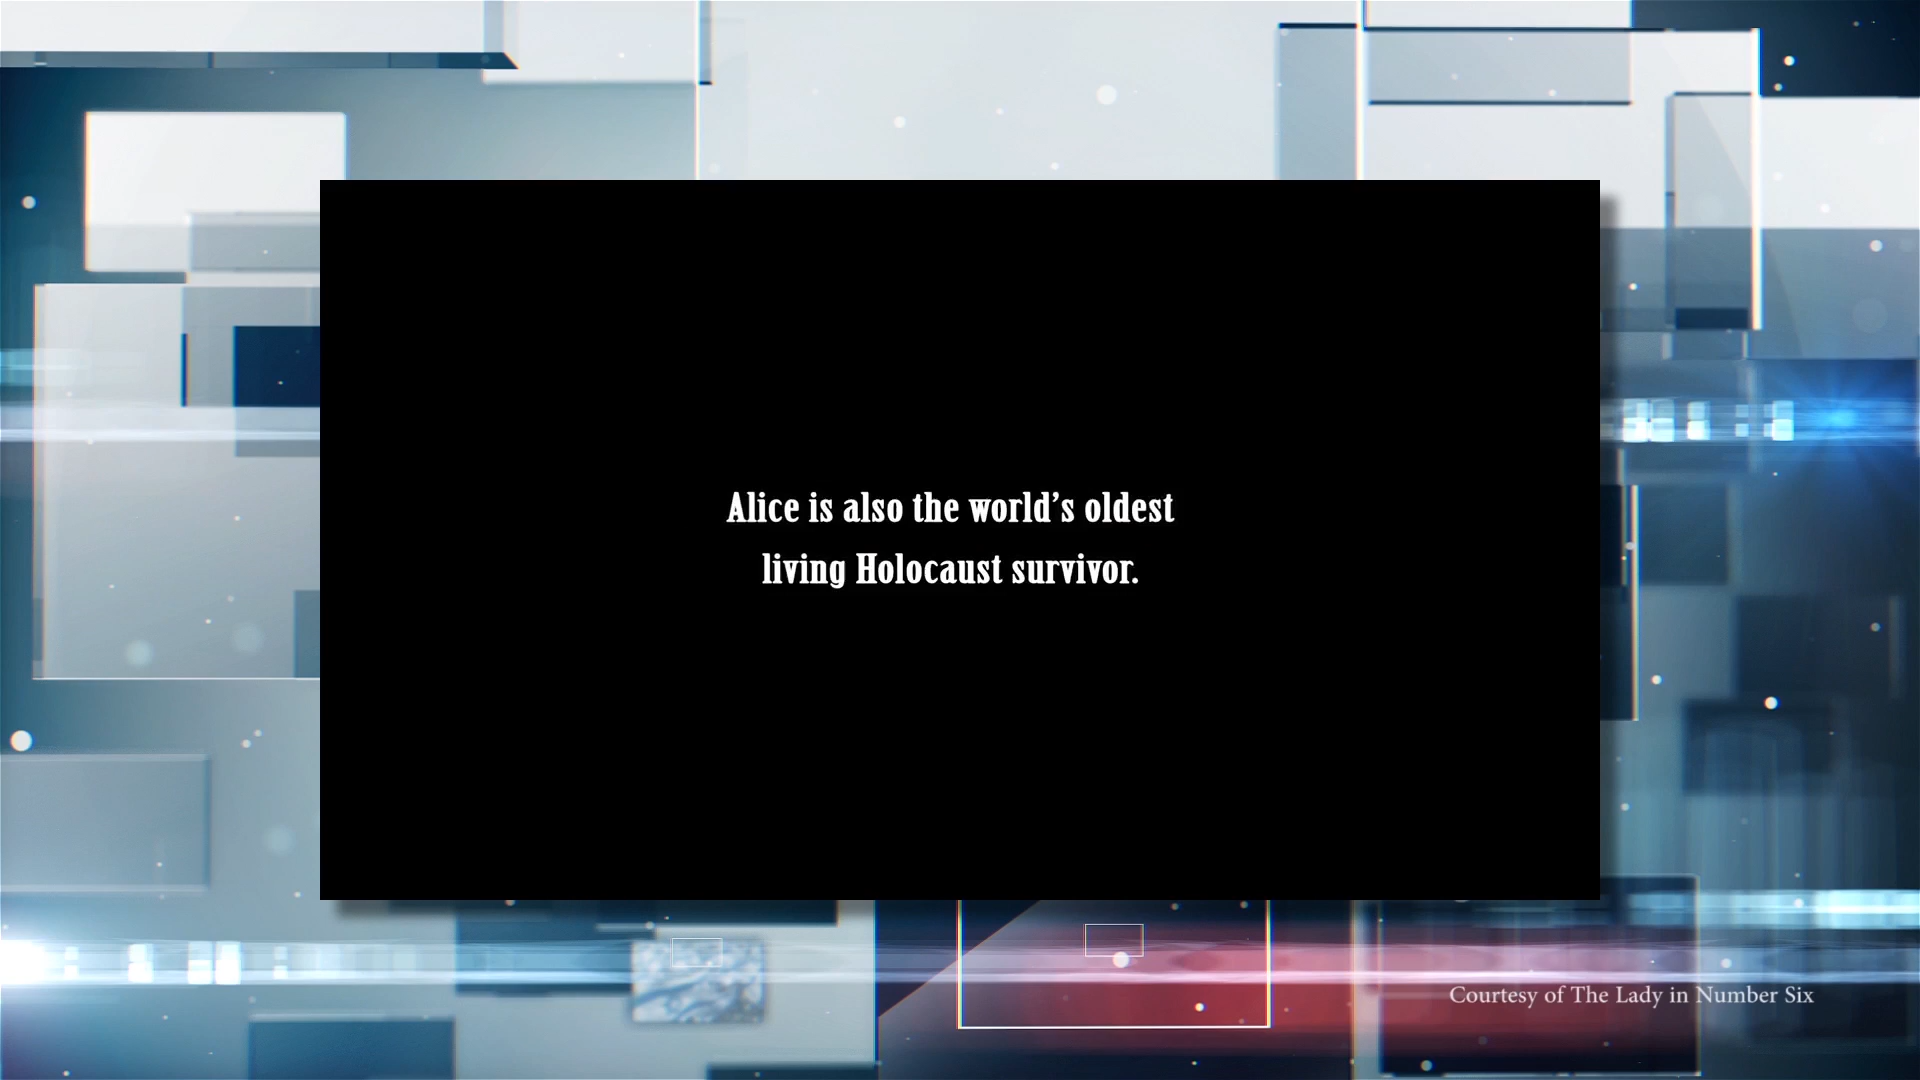 Alice is also the world’s oldest
living Holocaust survivor.
Courtesy of The Lady in Number Six